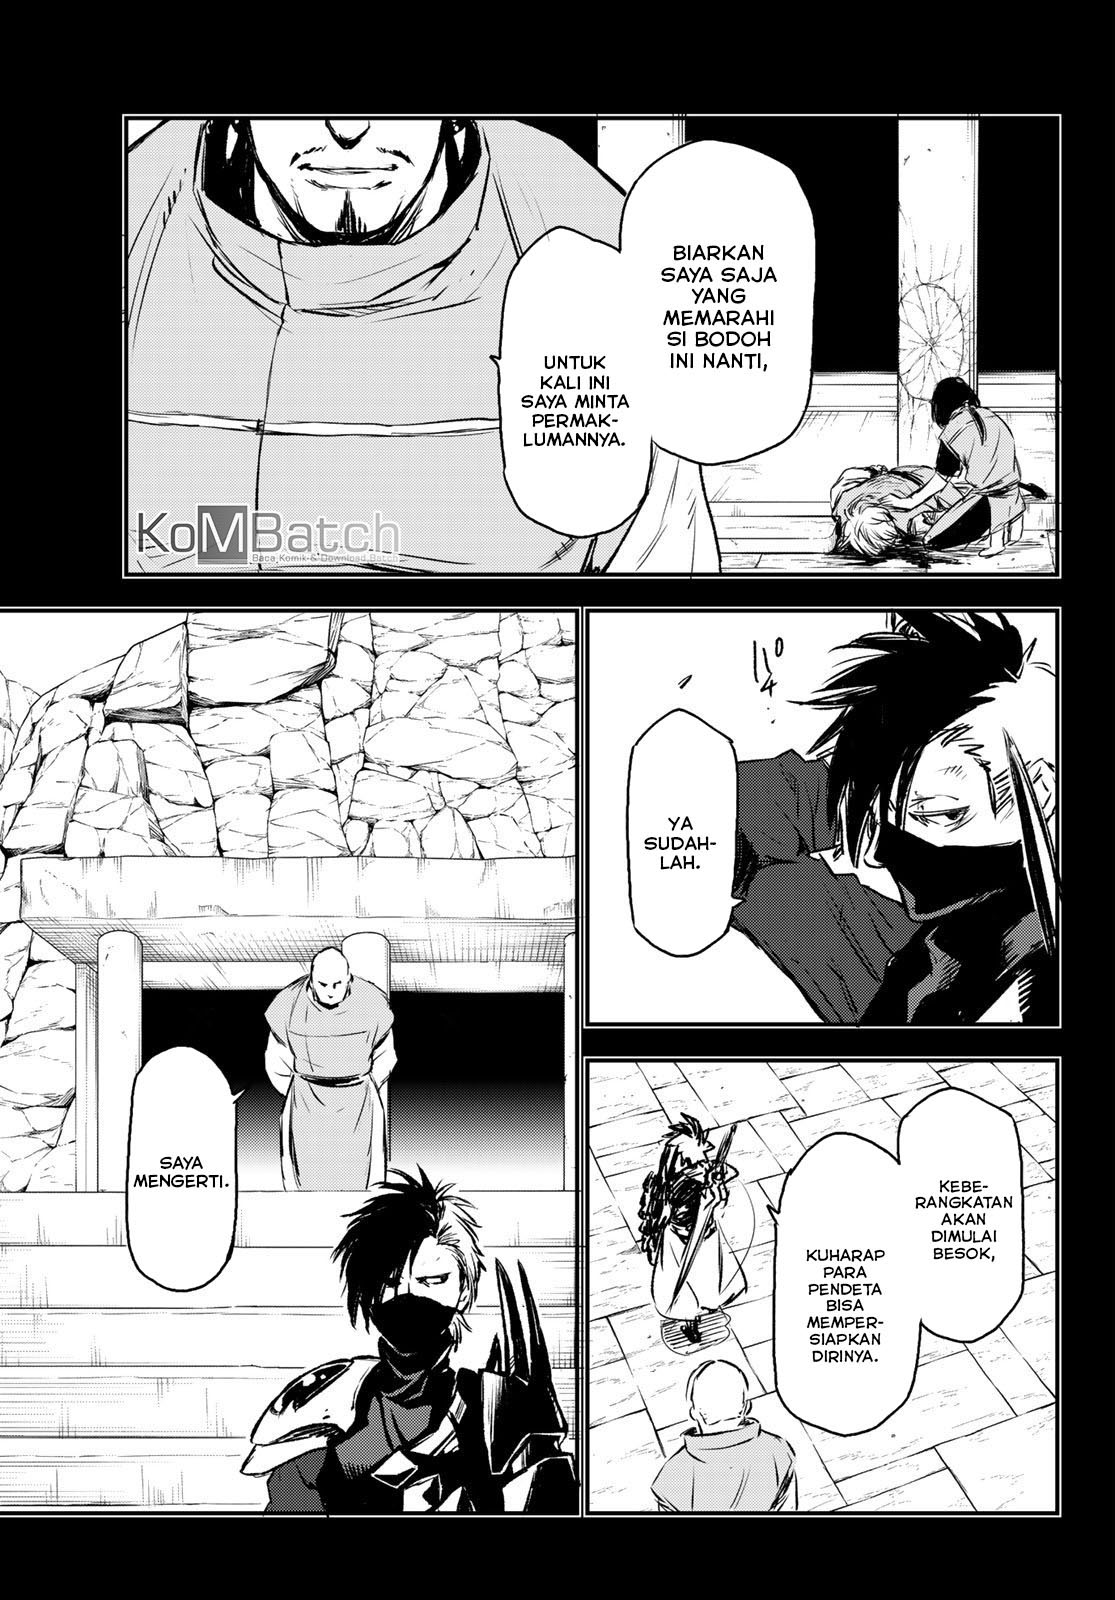 BIARKAN
SAYA SAJA
YANG
MEMARAHI
SI BODOH
INI NANTI,
UNTUK
KALI INI
SAYA MINTA
PERMAK-
LUMANNYA.
KoMBatch
Baca Komik & Download Batch
YA
SUDAH-
LAH.
KEBE-
RANGKATAN
AKAN
DIMULAI
BESOK,
KUHARAP
PARA
PENDETA
BISA
MEMPER-
SIAPKAN
DIRINYA.
SAYA
MENGERTI.